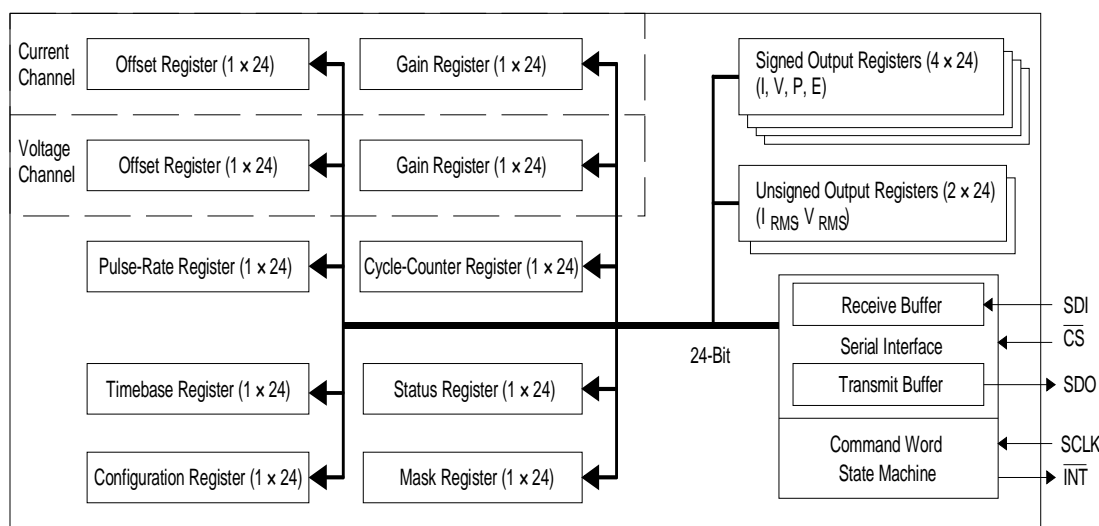 Current
Channel
Offset Register (1 × 24)
Gain Register (1 × 24)
Signed Output Registers (4 × 24)
(I, V, P, E)
Voltage
Channel
Offset Register (1 × 24)
Gain Register (1 × 24)
Unsigned Output Registers (2 × 24)
(I RMS V RMS)
Pulse-Rate Register (1 × 24)
Cycle-Counter Register (1 × 24)
Receive Buffer
SDI
24-Bit
Serial Interface
CS
Timebase Register (1 × 24)
Status Register (1 × 24)
Transmit Buffer
SDO
Configuration Register (1 × 24)
Mask Register (1 × 24)
Command Word
State Machine
SCLK
INT